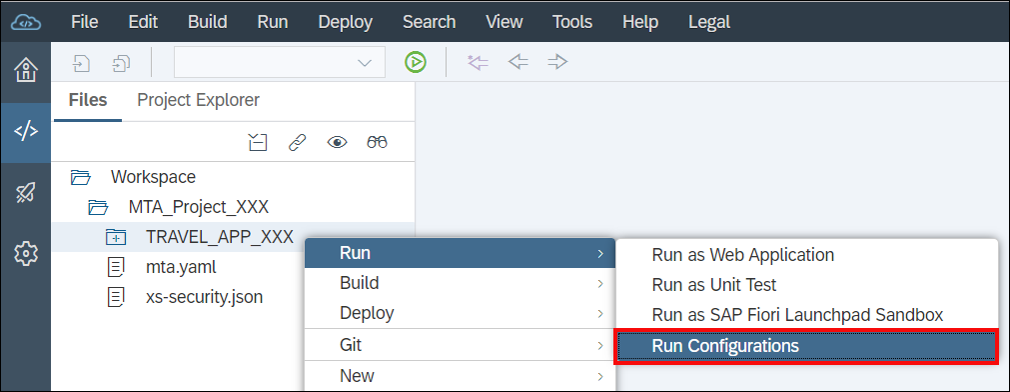 File Edit Build Run Deploy Search View Tools Help Legal
Files Project Explorer
Workspace
MTA_Project_XXX
TRAVEL_APP_XXX
mta.yaml
xs-security.json
Run
Build
Deploy
Git
New
Run as Web Application
Run as Unit Test
Run as SAP Fiori Launchpad Sandbox
Run Configurations